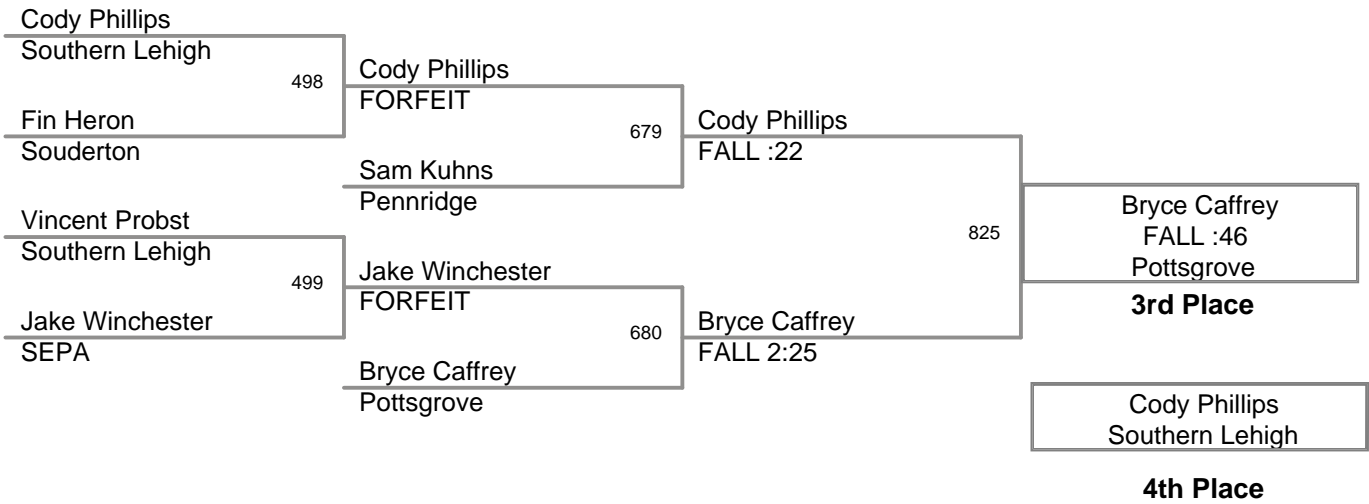 Cody Phillips
Southern Lehigh
498
Fin Heron
Souderton
Vincent Probst
Southern Lehigh
499
Jake Winchester
SEPA
Cody Phillips
FORFEIT
679
Sam Kuhns
Pennridge
Jake Winchester
FORFEIT
680
Bryce Caffrey
Pottsgrove
Cody Phillips
FALL :22
825
Bryce Caffrey
FALL 2:25
Bryce Caffrey
FALL :46
Pottsgrove
3rd Place
Cody Phillips
Southern Lehigh
4th Place